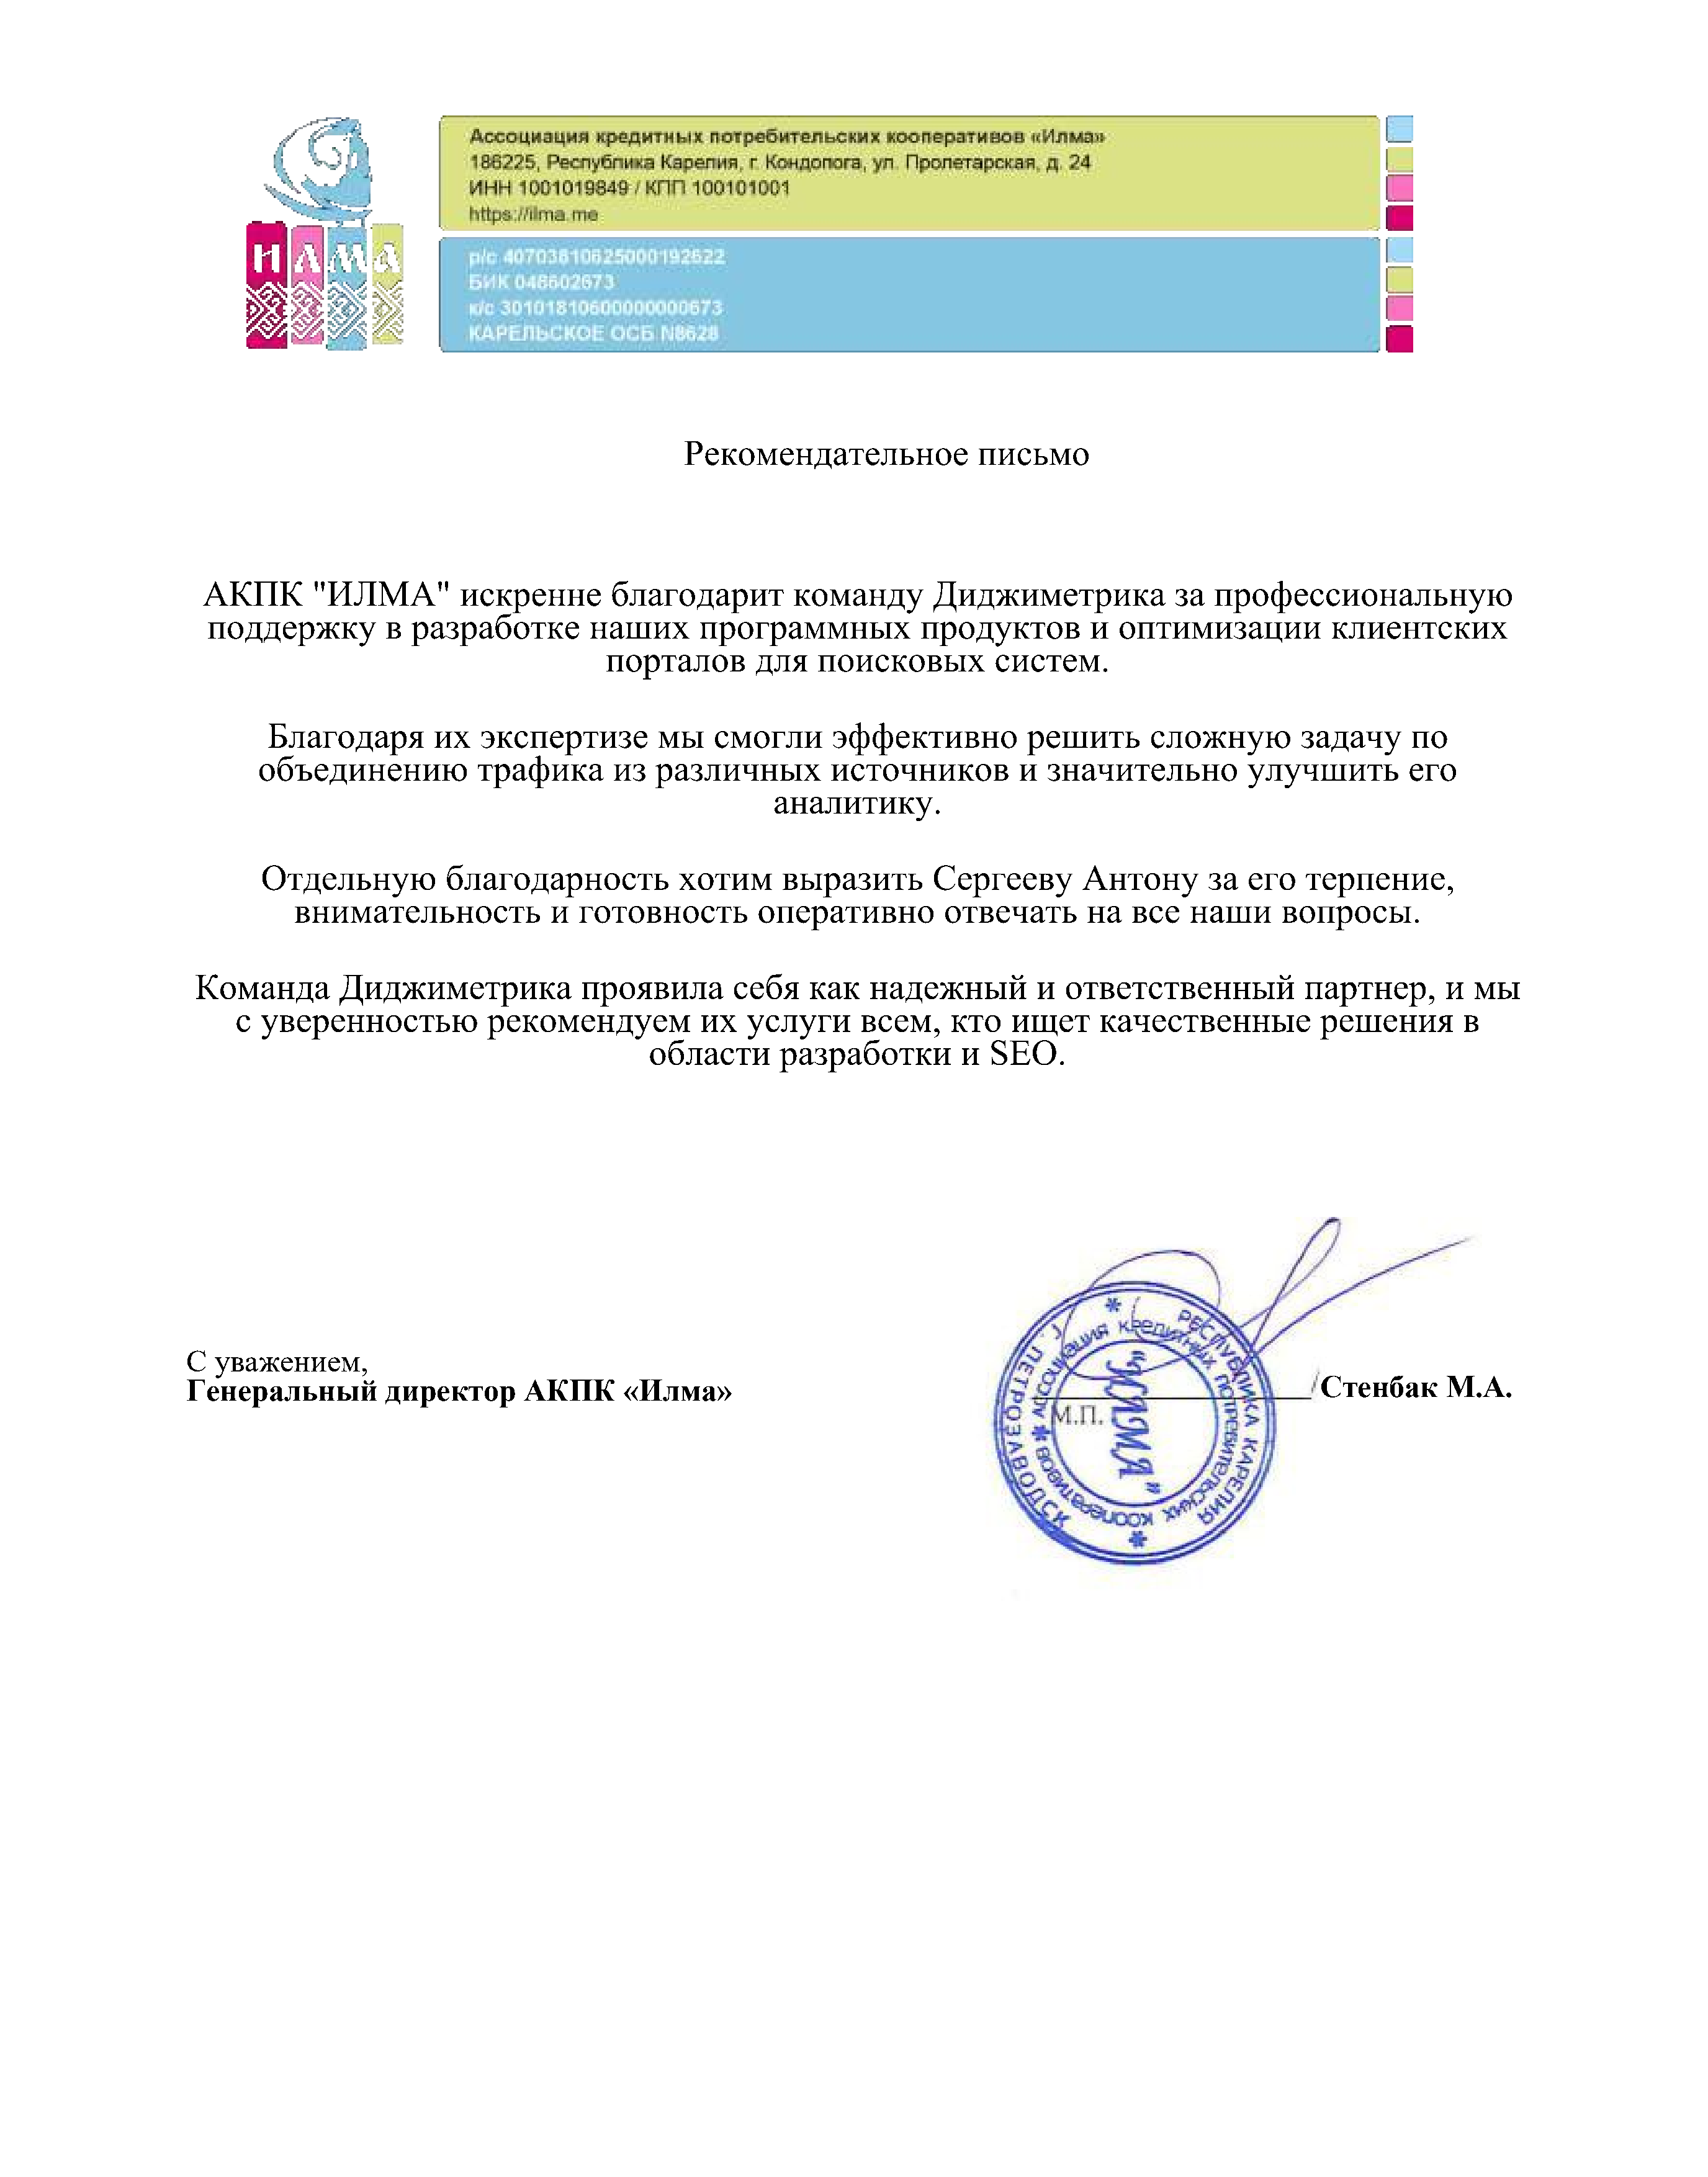 ИЛМА
Ассоциация кредитных потребительских кооперативов «Илма»
186225, Республика Карелия, г. Кондопога, ул. Пролетарская, д. 24
ИНН 1001019849 / КПП 100101001
https://ilma.me
р/с 40703810625000192622
БИК 048602673
к/с 30101810600000000673
КАРЕЛЬСКОЕ ОСБ N8628
Рекомендательное письмо
АКПК "ИЛМА" искренне благодарит команду Диджиметрика за профессиональную
поддержку в разработке наших программных продуктов и оптимизации клиентских
порталов для поисковых систем.
Благодаря их экспертизе мы смогли эффективно решить сложную задачу по
объединению трафика из различных источников и значительно улучшить его
аналитику.
Отдельную благодарность хотим выразить Сергееву Антону за его терпение,
внимательность и готовность оперативно отвечать на все наши вопросы.
Команда Диджиметрика проявила себя как надежный и ответственный партнер, и мы
с уверенностью рекомендуем их услуги всем, кто ищет качественные решения в
области разработки и SEO.
С уважением,
Генеральный директор АКПК «Илма»
/Стенбак М.А.
М.П.
Г. ПЕТРОЗАВОДСК * РЕСПУБЛИКА КАРЕЛИЯ *
* Ассоциация кредитных потребительских кооперативов
"Илма"